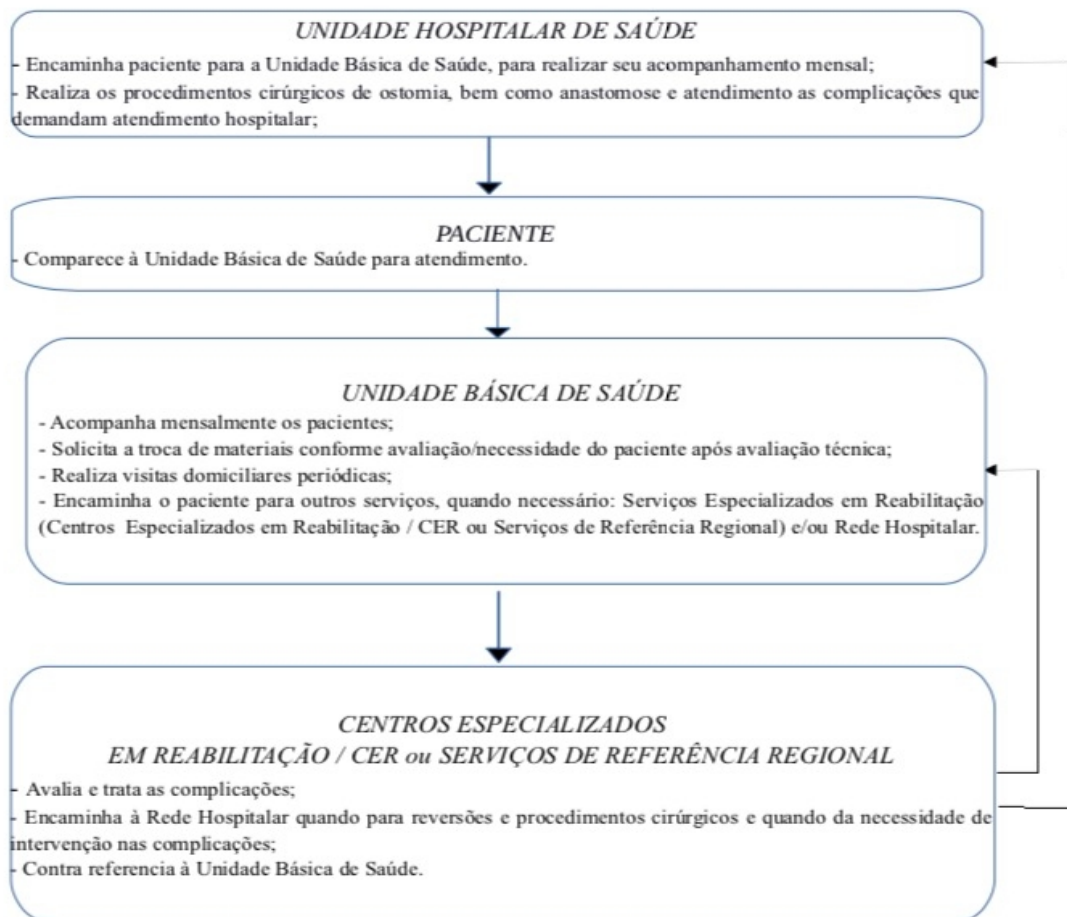 UNIDADE HOSPITALAR DE SAÚDE
- Encaminha paciente para a Unidade Básica de Saúde, para realizar seu acompanhamento mensal;
- Realiza os procedimentos cirúrgicos de ostomia, bem como anastomose e atendimento as complicações que
demandam atendimento hospitalar;
PACIENTE
- Comparece à Unidade Básica de Saúde para atendimento.
UNIDADE BÁSICA DE SAÚDE
- Acompanha mensalmente os pacientes;
- Solicita a troca de materiais conforme avaliação/necessidade do paciente após avaliação técnica;
- Realiza visitas domiciliares periódicas;
- Encaminha o paciente para outros serviços, quando necessário: Serviços Especializados em Reabilitação
(Centros Especializados em Reabilitação / CER ou Serviços de Referência Regional) e/ou Rede Hospitalar.
CENTROS ESPECIALIZADOS
EM REABILITAÇÃO / CER ou SERVIÇOS DE REFERÊNCIA REGIONAL
- Avalia e trata as complicações;
- Encaminha à Rede Hospitalar quando para reversões e procedimentos cirúrgicos e quando da necessidade de
intervenção nas complicações;
- Contra referencia à Unidade Básica de Saúde.